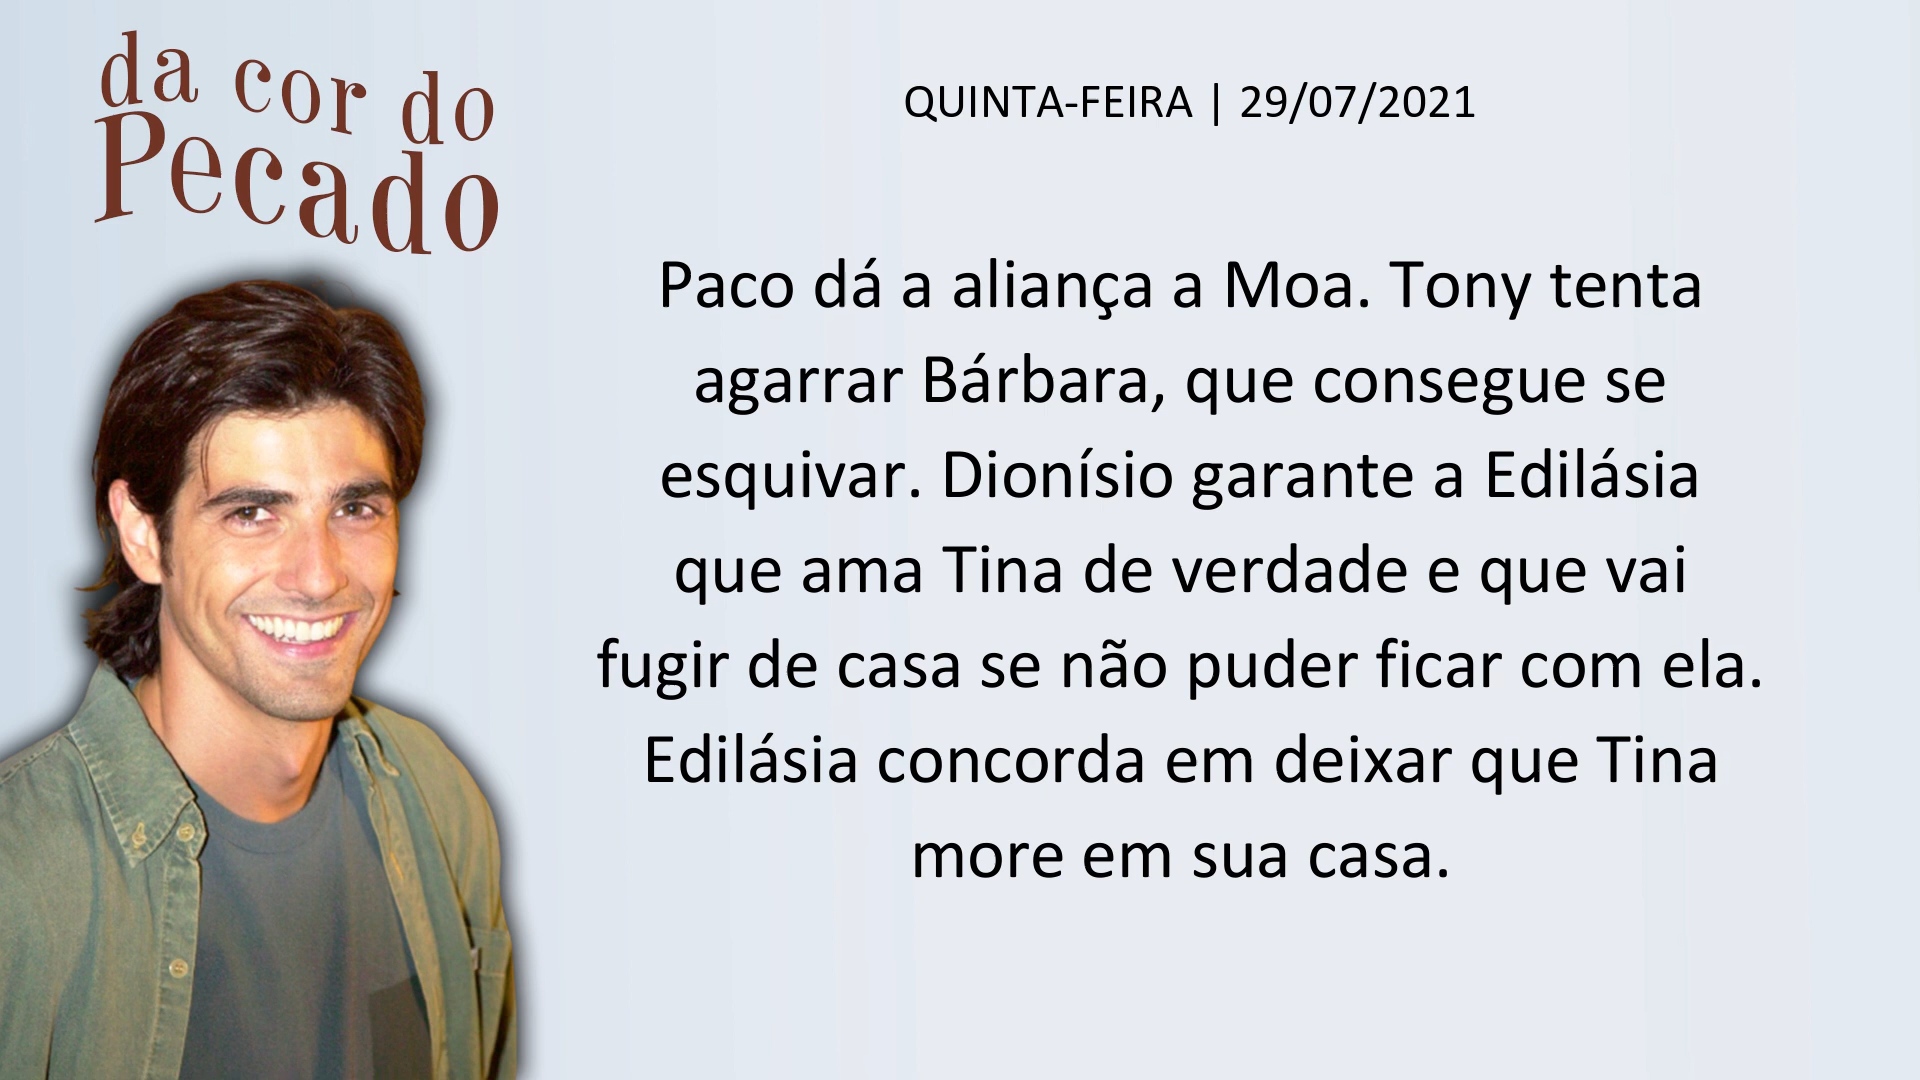 da cor do
Pecado
QUINTA-FEIRA | 29/07/2021
Paco dá a aliança a Moa. Tony tenta
agarrar Bárbara, que consegue se
esquivar. Dionísio garante a Edilásia
que ama Tina de verdade e que vai
fugir de casa se não puder ficar com ela.
Edilásia concorda em deixar que Tina
more em sua casa.